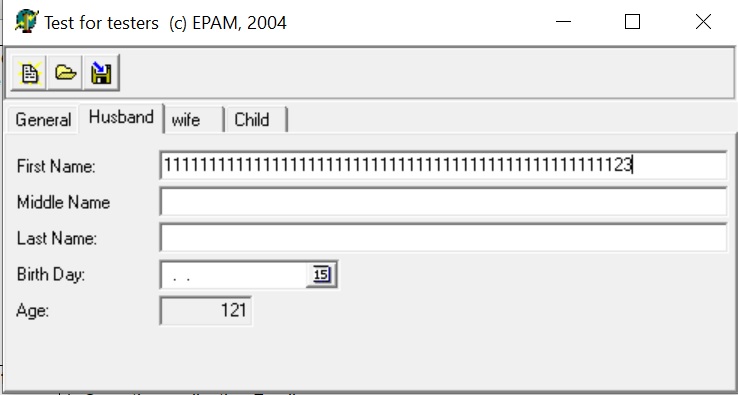 Test for testers (c) EPAM, 2004
General Husband wife Child
First Name: 1111111111111111111111111111111111111111111111111123
Middle Name
Last Name:
Birth Day: . . 15
Age: 121